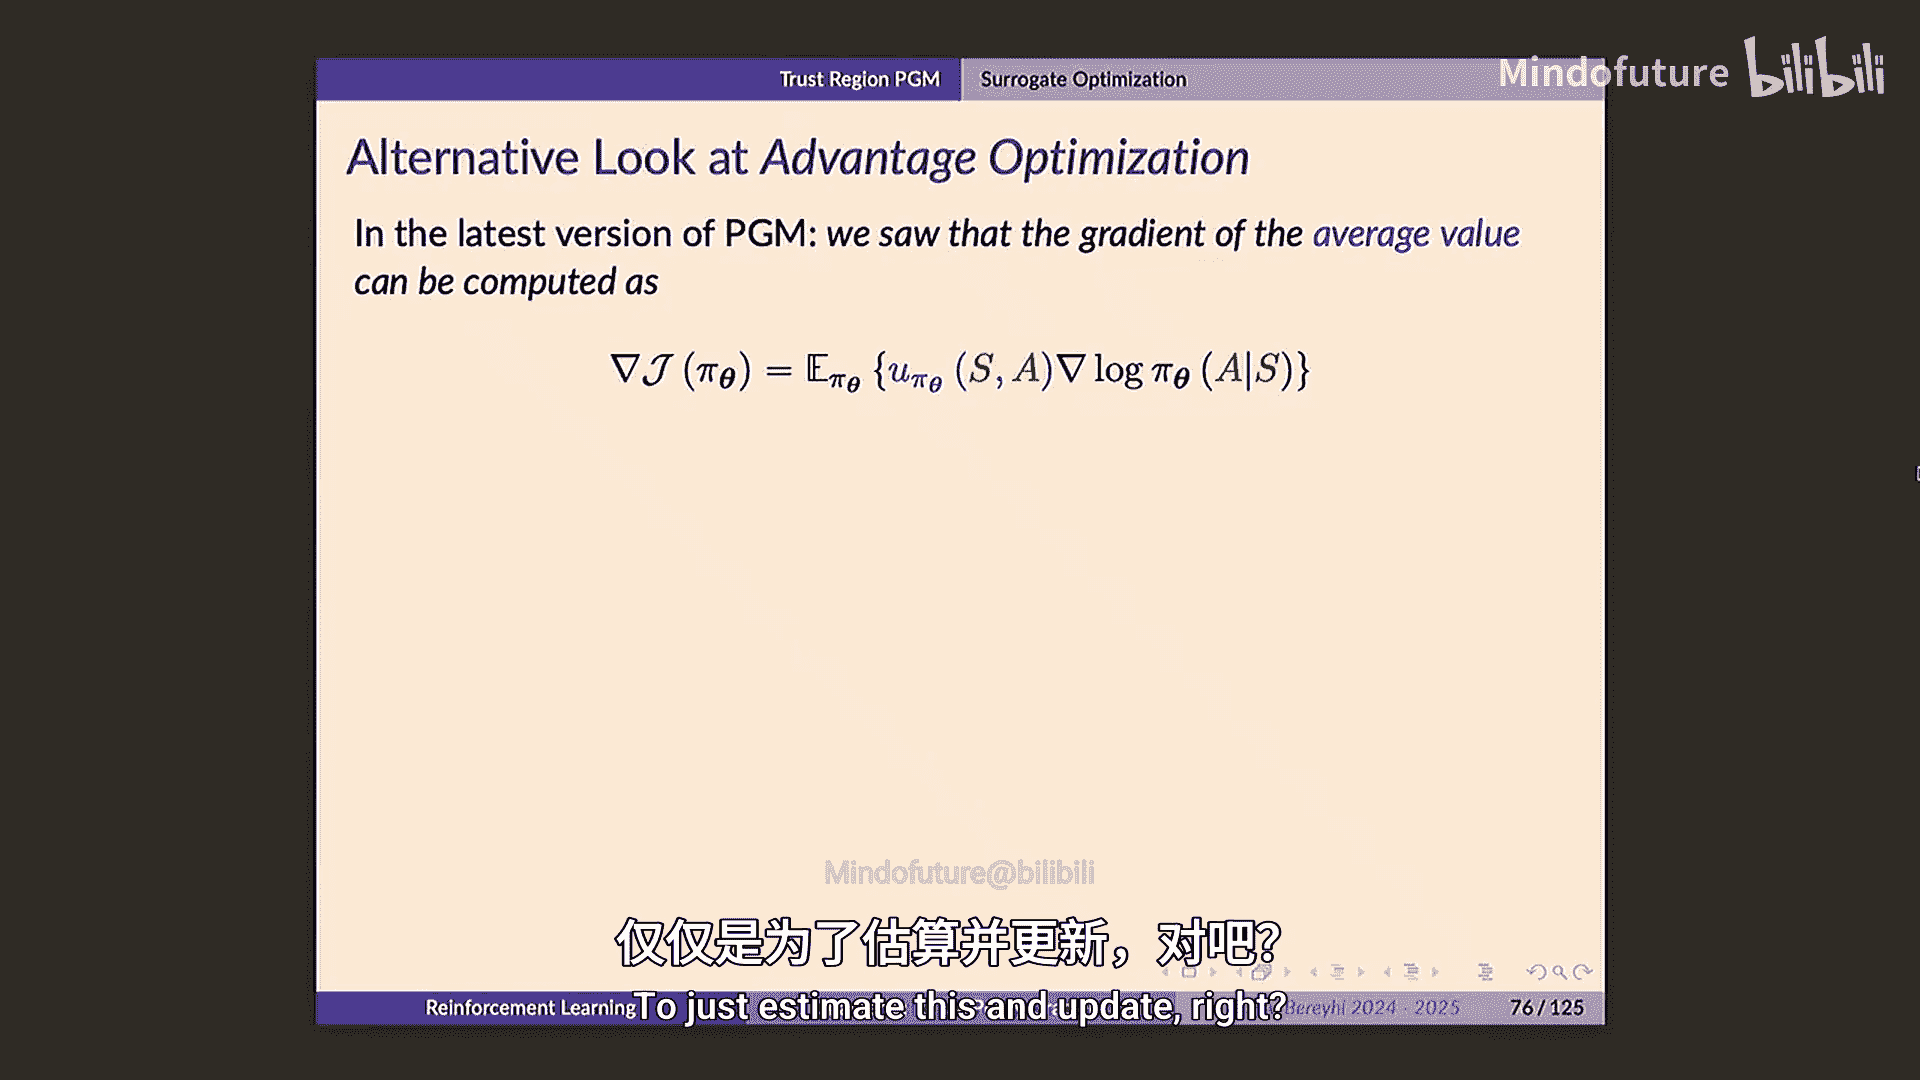 Trust Region PGM Surrogate Optimization
Mindofuture bilibili
Alternative Look at Advantage Optimization
In the latest version of PGM: we saw that the gradient of the average value
can be computed as
∇𝒥 (π_θ) = 𝔼_{π_θ} {u_{π_θ} (S, A)∇ log π_θ (A|S)}
Mindofuture@bilibili
仅仅是为了估算并更新，对吧？
To just estimate this and update, right?
Reinforcement Learning Bereyhi 2024 - 2025 76 / 125